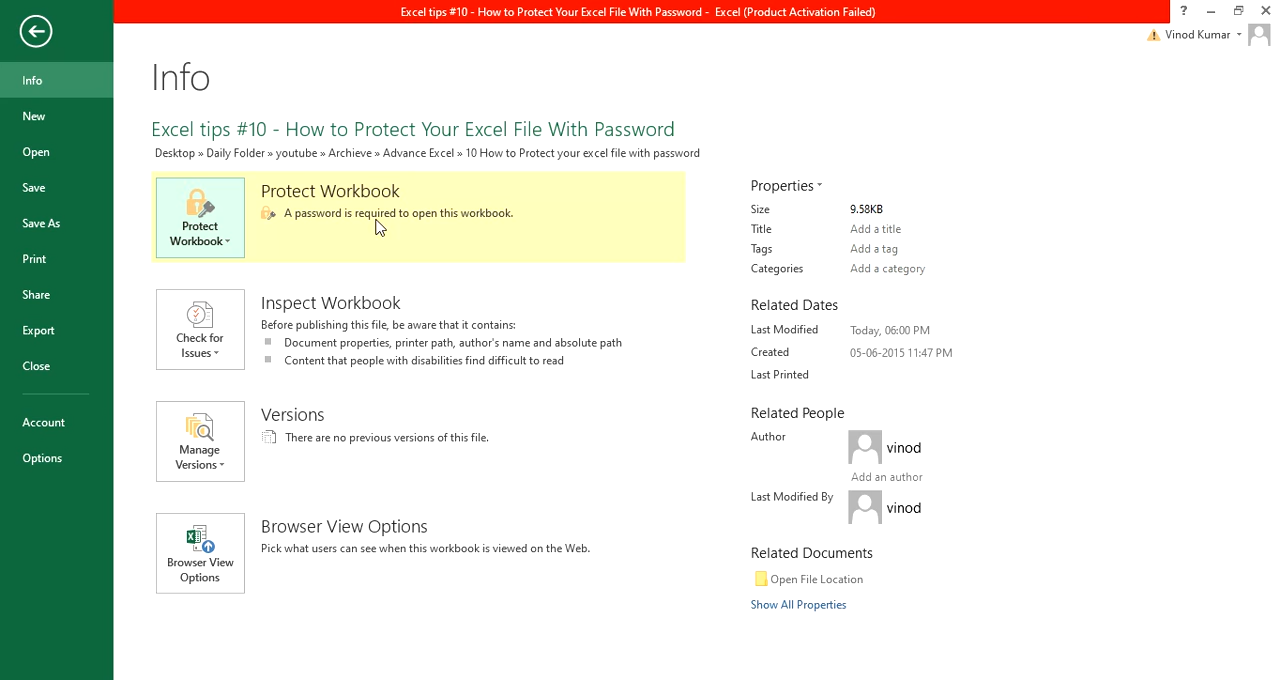 Excel tips #10 - How to Protect Your Excel File With Password - Excel (Product Activation Failed)
?
Vinod Kumar
Info
New
Open
Save
Save As
Print
Share
Export
Close
Account
Options
Info
Excel tips #10 - How to Protect Your Excel File With Password
Desktop » Daily Folder » youtube » Archieve » Advance Excel » 10 How to Protect your excel file with password
Protect
Workbook
Protect Workbook
A password is required to open this workbook.
Check for
Issues
Inspect Workbook
Before publishing this file, be aware that it contains:
Document properties, printer path, author's name and absolute path
Content that people with disabilities find difficult to read
Manage
Versions
Versions
There are no previous versions of this file.
Browser View
Options
Browser View Options
Pick what users can see when this workbook is viewed on the Web.
Properties
Size 9.58KB
Title Add a title
Tags Add a tag
Categories Add a category
Related Dates
Last Modified Today, 06:00 PM
Created 05-06-2015 11:47 PM
Last Printed
Related People
Author vinod
Add an author
Last Modified By vinod
Related Documents
Open File Location
Show All Properties